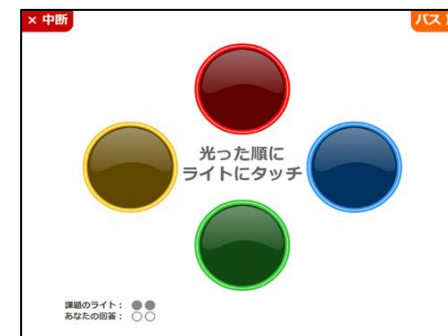 × 中断
パス
光った順に
ライトにタッチ
課題のライト：
あなたの回答：